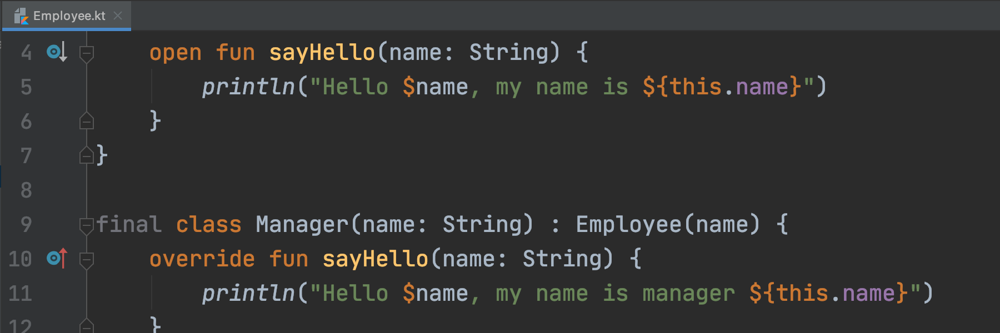 Employee.kt
4 open fun sayHello(name: String) {
5 println("Hello $name, my name is ${this.name}")
6 }
7 }
8
9 final class Manager(name: String) : Employee(name) {
10 override fun sayHello(name: String) {
11 println("Hello $name, my name is manager ${this.name}")
12 }